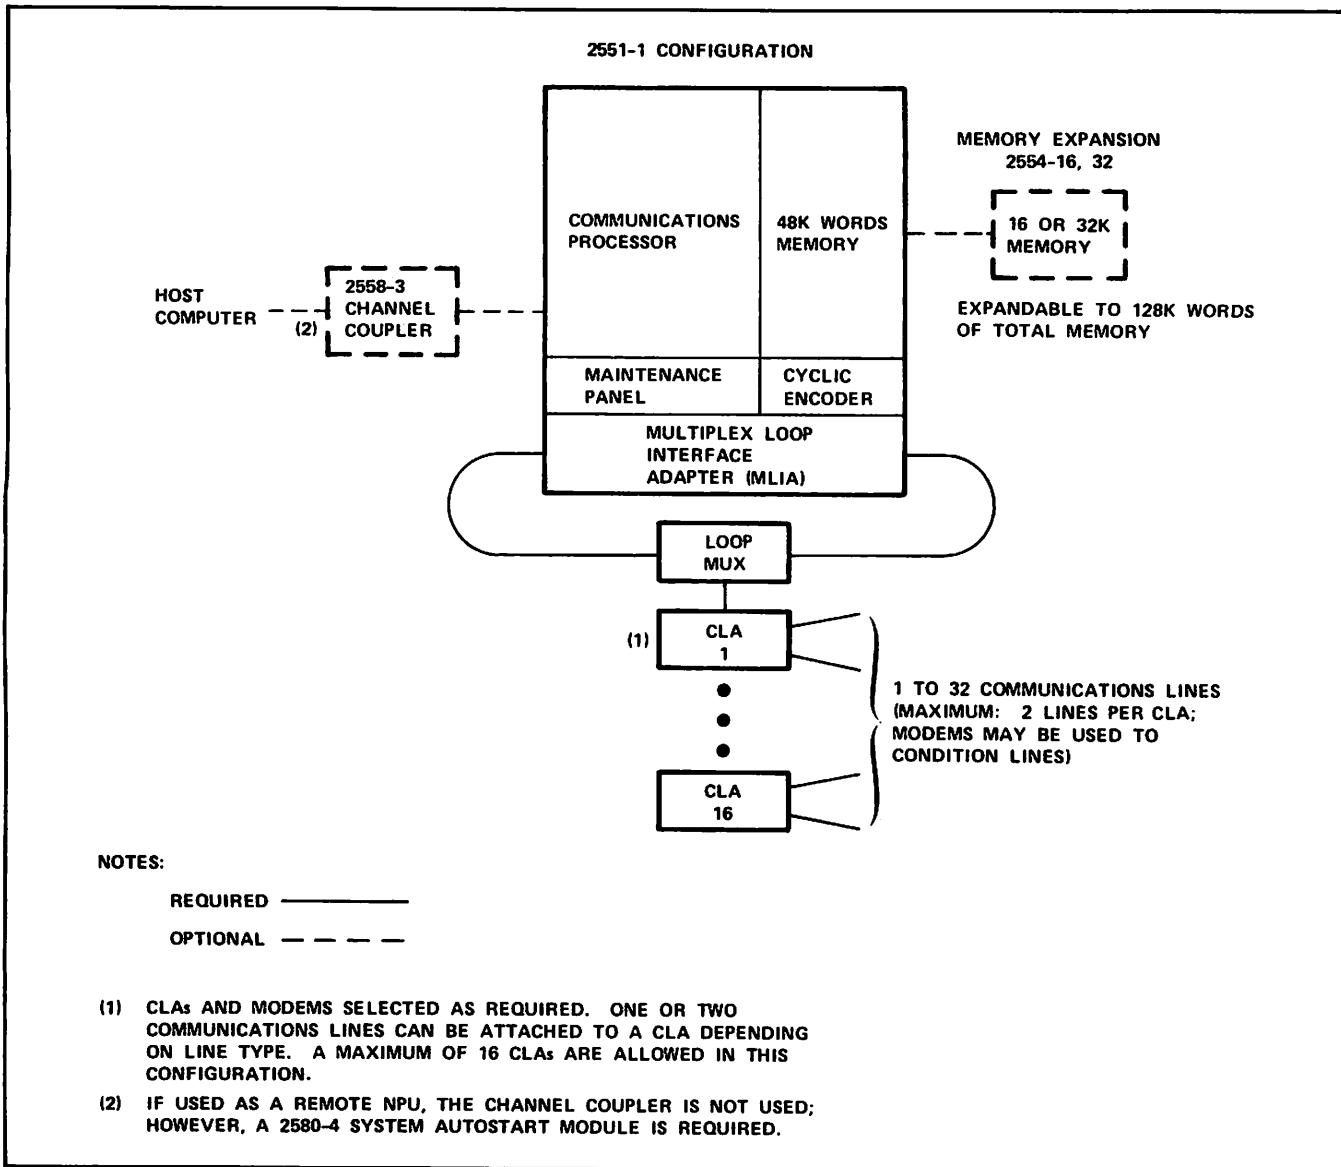 2551-1 CONFIGURATION
MEMORY EXPANSION
2554-16, 32
COMMUNICATIONS
PROCESSOR
48K WORDS
MEMORY
16 OR 32K
MEMORY
EXPANDABLE TO 128K WORDS
OF TOTAL MEMORY
HOST
COMPUTER
(2)
2558-3
CHANNEL
COUPLER
MAINTENANCE
PANEL
CYCLIC
ENCODER
MULTIPLEX LOOP
INTERFACE
ADAPTER (MLIA)
LOOP
MUX
(1)
CLA
1
1 TO 32 COMMUNICATIONS LINES
(MAXIMUM: 2 LINES PER CLA;
MODEMS MAY BE USED TO
CONDITION LINES)
CLA
16
NOTES:
REQUIRED
OPTIONAL
(1) CLAs AND MODEMS SELECTED AS REQUIRED. ONE OR TWO
COMMUNICATIONS LINES CAN BE ATTACHED TO A CLA DEPENDING
ON LINE TYPE. A MAXIMUM OF 16 CLAs ARE ALLOWED IN THIS
CONFIGURATION.
(2) IF USED AS A REMOTE NPU, THE CHANNEL COUPLER IS NOT USED;
HOWEVER, A 2580-4 SYSTEM AUTOSTART MODULE IS REQUIRED.